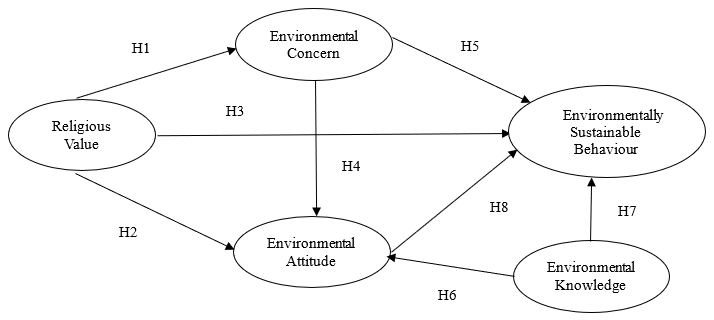 Environmental
Concern
H1
H5
H3
Religious
Value
Environmentally
Sustainable
Behaviour
H4
H2
H8
H7
Environmental
Attitude
Environmental
Knowledge
H6